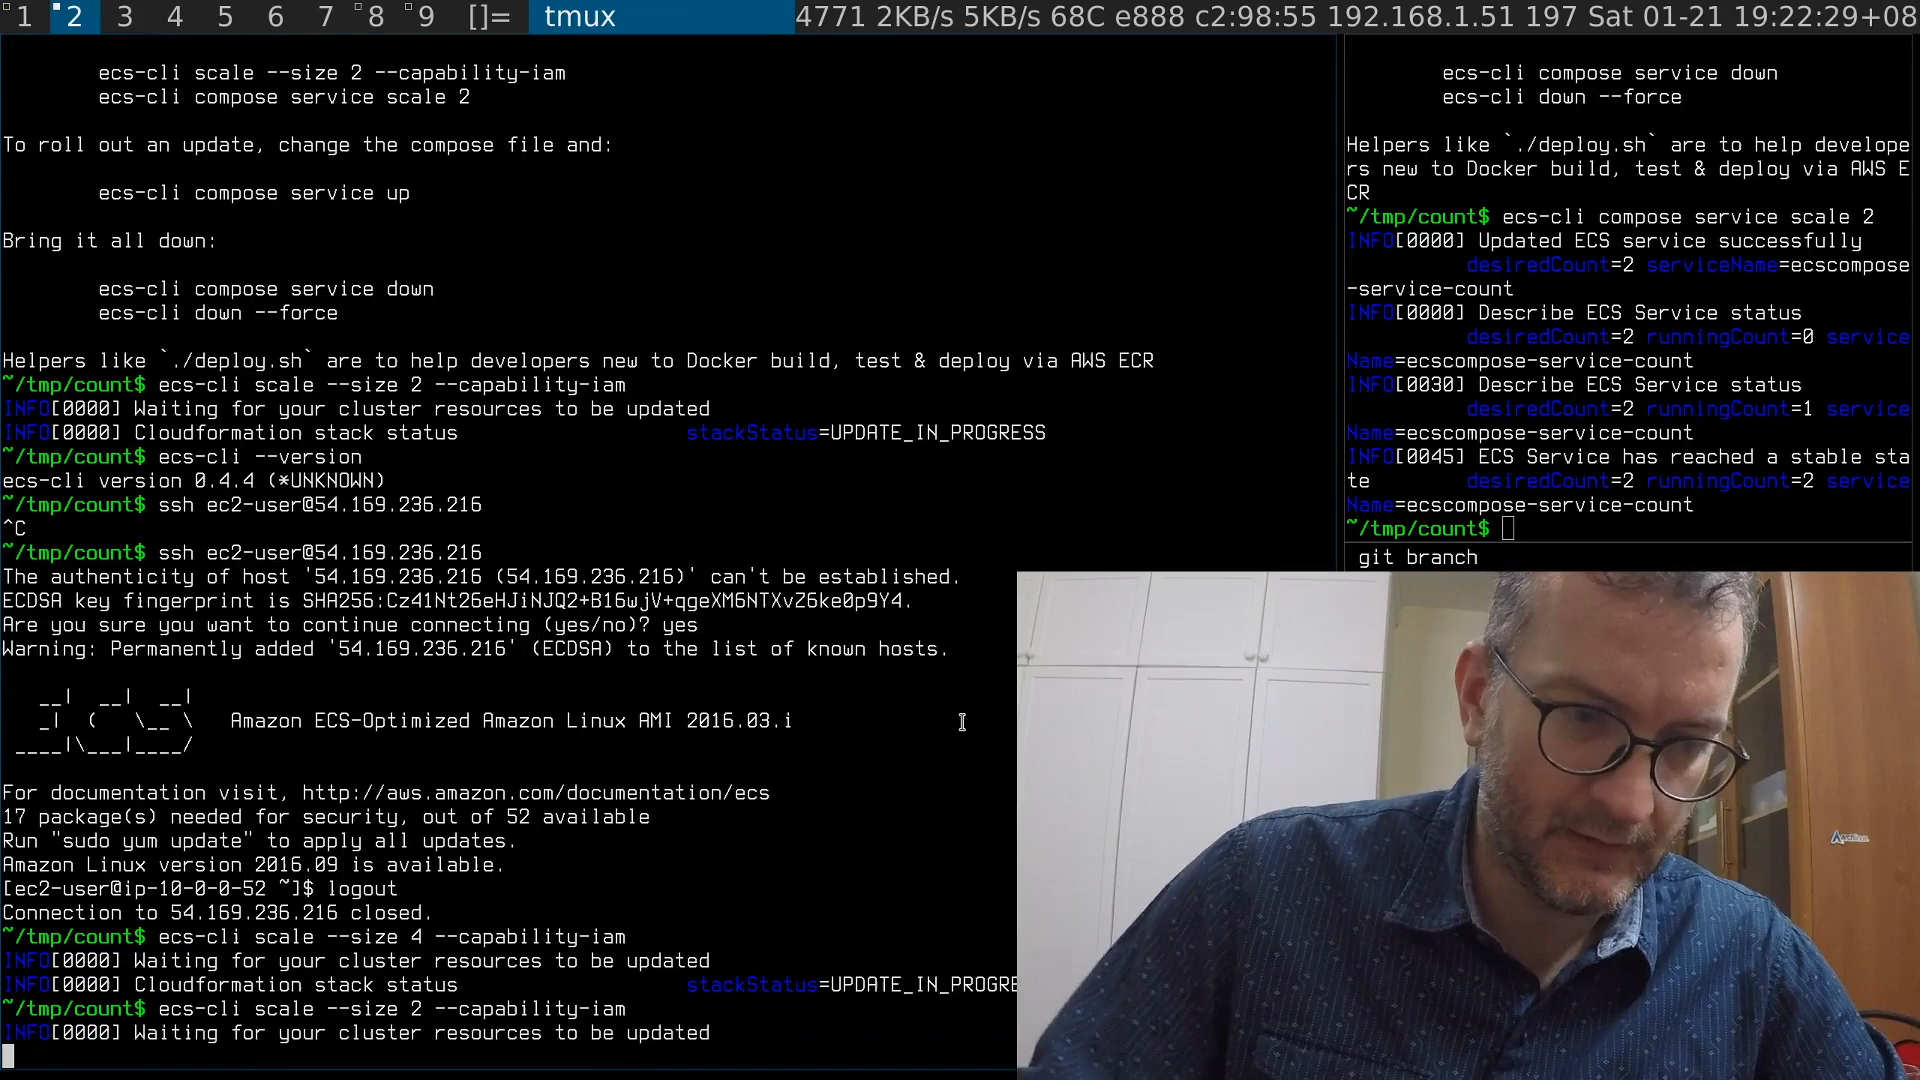 1 2 3 4 5 6 7 8 9 []= tmux 4771 2KB/s 5KB/s 68C e888 c2:98:55 192.168.1.51 197 Sat 01-21 19:22:29+08
ecs-cli scale --size 2 --capability-iam
ecs-cli compose service scale 2
To roll out an update, change the compose file and:
ecs-cli compose service up
Bring it all down:
ecs-cli compose service down
ecs-cli down --force
Helpers like `./deploy.sh` are to help developers new to Docker build, test & deploy via AWS ECR
~/tmp/count$ ecs-cli scale --size 2 --capability-iam
INFO[0000] Waiting for your cluster resources to be updated
INFO[0000] Cloudformation stack status stackStatus=UPDATE_IN_PROGRESS
~/tmp/count$ ecs-cli --version
ecs-cli version 0.4.4 (*UNKNOWN)
~/tmp/count$ ssh ec2-user@54.169.236.216
^C
~/tmp/count$ ssh ec2-user@54.169.236.216
The authenticity of host '54.169.236.216 (54.169.236.216)' can't be established.
ECDSA key fingerprint is SHA256:Cz41Nt26eHJiNJQ2+B16wjV+qgeXM6NTXvZ6ke0p9Y4.
Are you sure you want to continue connecting (yes/no)? yes
Warning: Permanently added '54.169.236.216' (ECDSA) to the list of known hosts.
__|  __|  __|
_|  (   \__ \   Amazon ECS-Optimized Amazon Linux AMI 2016.03.i
____|\___|____/
For documentation visit, http://aws.amazon.com/documentation/ecs
17 package(s) needed for security, out of 52 available
Run "sudo yum update" to apply all updates.
Amazon Linux version 2016.09 is available.
[ec2-user@ip-10-0-0-52 ~]$ logout
Connection to 54.169.236.216 closed.
~/tmp/count$ ecs-cli scale --size 4 --capability-iam
INFO[0000] Waiting for your cluster resources to be updated
INFO[0000] Cloudformation stack status stackStatus=UPDATE_IN_PROGRE
~/tmp/count$ ecs-cli scale --size 2 --capability-iam
INFO[0000] Waiting for your cluster resources to be updated
ecs-cli compose service down
ecs-cli down --force
Helpers like `./deploy.sh` are to help develope
rs new to Docker build, test & deploy via AWS E
CR
~/tmp/count$ ecs-cli compose service scale 2
INFO[0000] Updated ECS service successfully
desiredCount=2 serviceName=ecscompose
-service-count
INFO[0000] Describe ECS Service status
desiredCount=2 runningCount=0 service
Name=ecscompose-service-count
INFO[0030] Describe ECS Service status
desiredCount=2 runningCount=1 service
Name=ecscompose-service-count
INFO[0045] ECS Service has reached a stable sta
te desiredCount=2 runningCount=2 service
Name=ecscompose-service-count
~/tmp/count$
git branch